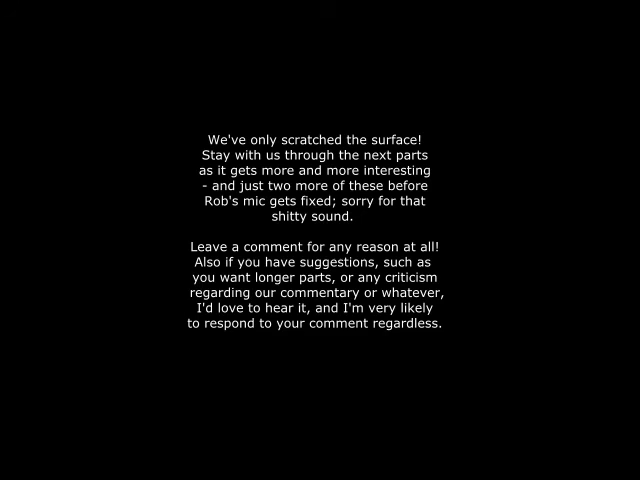 We've only scratched the surface!
Stay with us through the next parts
as it gets more and more interesting
- and just two more of these before
Rob's mic gets fixed; sorry for that
shitty sound.
Leave a comment for any reason at all!
Also if you have suggestions, such as
you want longer parts, or any criticism
regarding our commentary or whatever,
I'd love to hear it, and I'm very likely
to respond to your comment regardless.